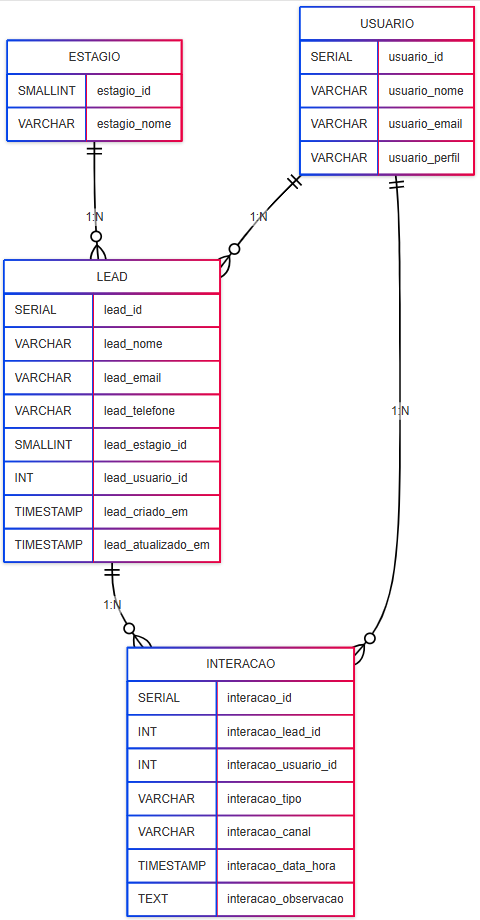 USUARIO
SERIAL usuario_id
VARCHAR usuario_nome
VARCHAR usuario_email
VARCHAR usuario_perfil
ESTAGIO
SMALLINT estagio_id
VARCHAR estagio_nome
1:N
1:N
LEAD
SERIAL lead_id
VARCHAR lead_nome
VARCHAR lead_email
VARCHAR lead_telefone
SMALLINT lead_estagio_id
INT lead_usuario_id
TIMESTAMP lead_criado_em
TIMESTAMP lead_atualizado_em
1:N
1:N
INTERACAO
SERIAL interacao_id
INT interacao_lead_id
INT interacao_usuario_id
VARCHAR interacao_tipo
VARCHAR interacao_canal
TIMESTAMP interacao_data_hora
TEXT interacao_observacao